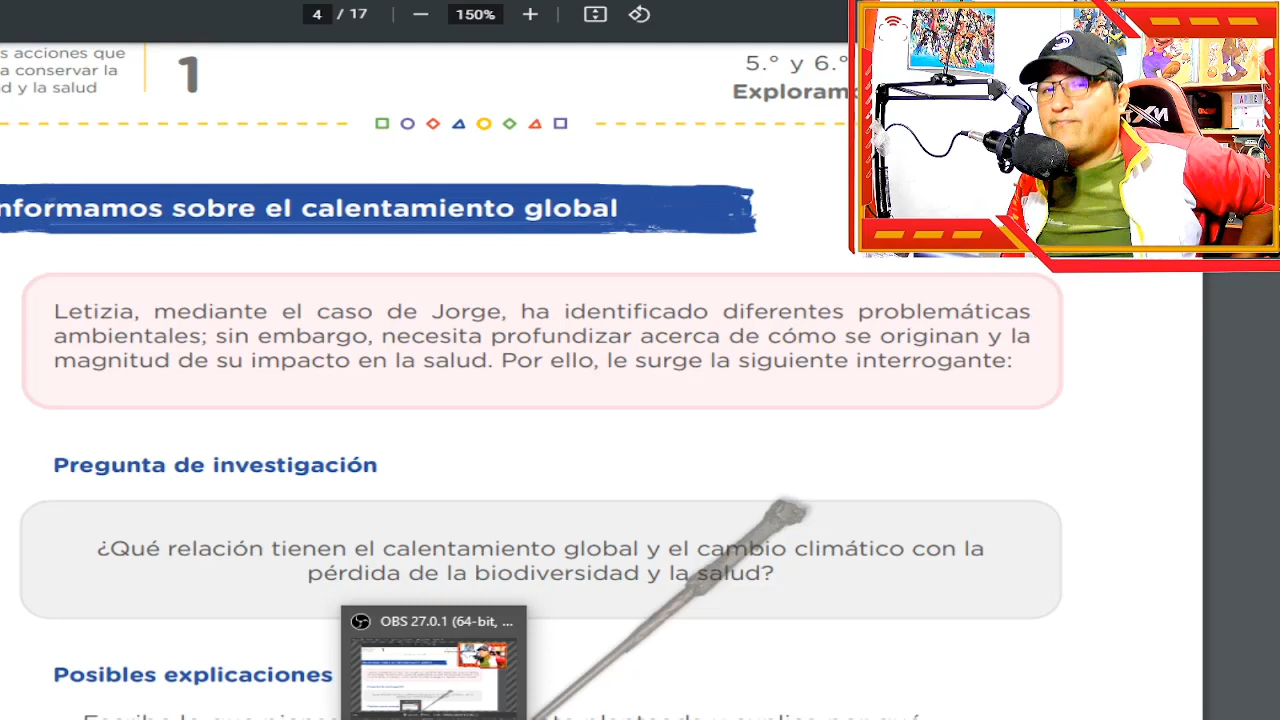 4 / 17
150%
s acciones que
a conservar la
d y la salud
1
5.º y 6.º
Exploram
nformamos sobre el calentamiento global
Letizia, mediante el caso de Jorge, ha identificado diferentes problemáticas
ambientales; sin embargo, necesita profundizar acerca de cómo se originan y la
magnitud de su impacto en la salud. Por ello, le surge la siguiente interrogante:
Pregunta de investigación
¿Qué relación tienen el calentamiento global y el cambio climático con la
pérdida de la biodiversidad y la salud?
OBS 27.0.1 (64-bit, ...
Posibles explicaciones